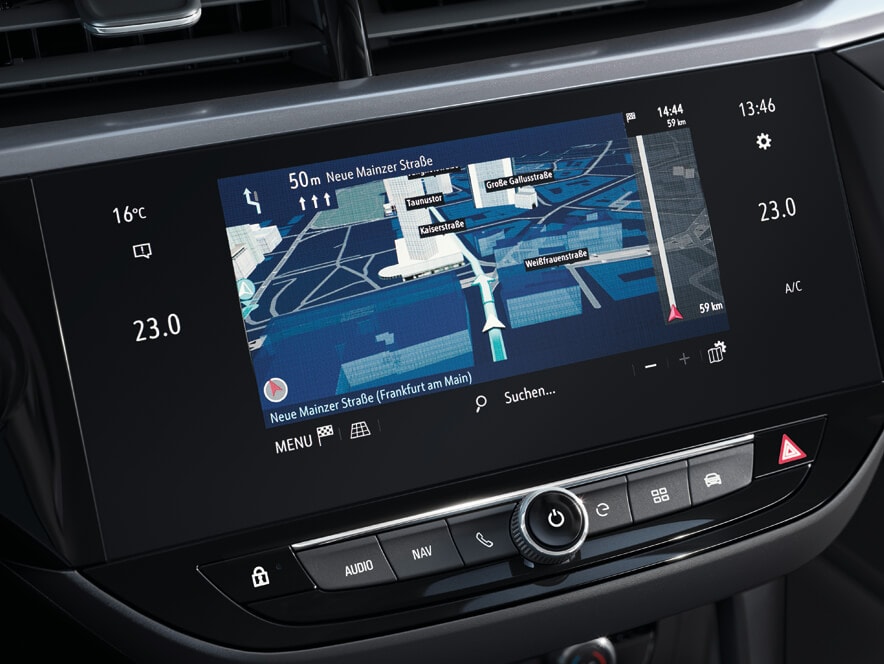 14:44
59 km
13:46
50m Neue Mainzer Straße
16°C
Große Gallusstraße
Taunustor
Kaiserstraße
23.0
Weißfrauenstraße
A/C
23.0
59 km
Neue Mainzer Straße (Frankfurt am Main)
MENU
Suchen...
AUDIO
NAV